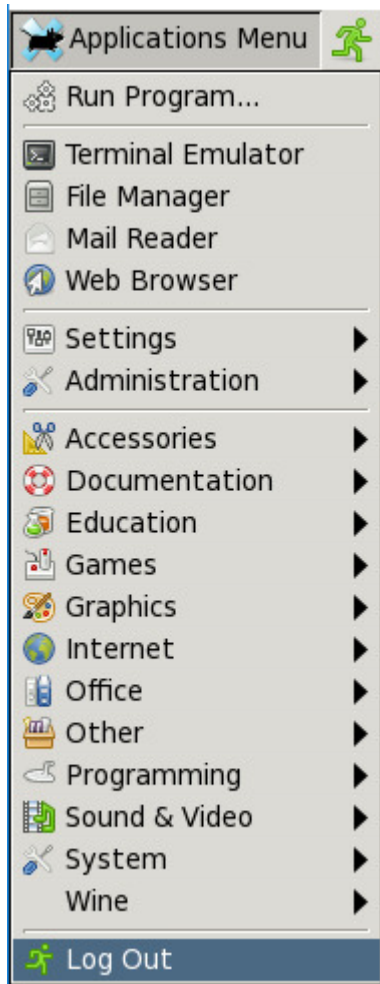 Applications Menu
Run Program...
Terminal Emulator
File Manager
Mail Reader
Web Browser
Settings
Administration
Accessories
Documentation
Education
Games
Graphics
Internet
Office
Other
Programming
Sound & Video
System
Wine
Log Out